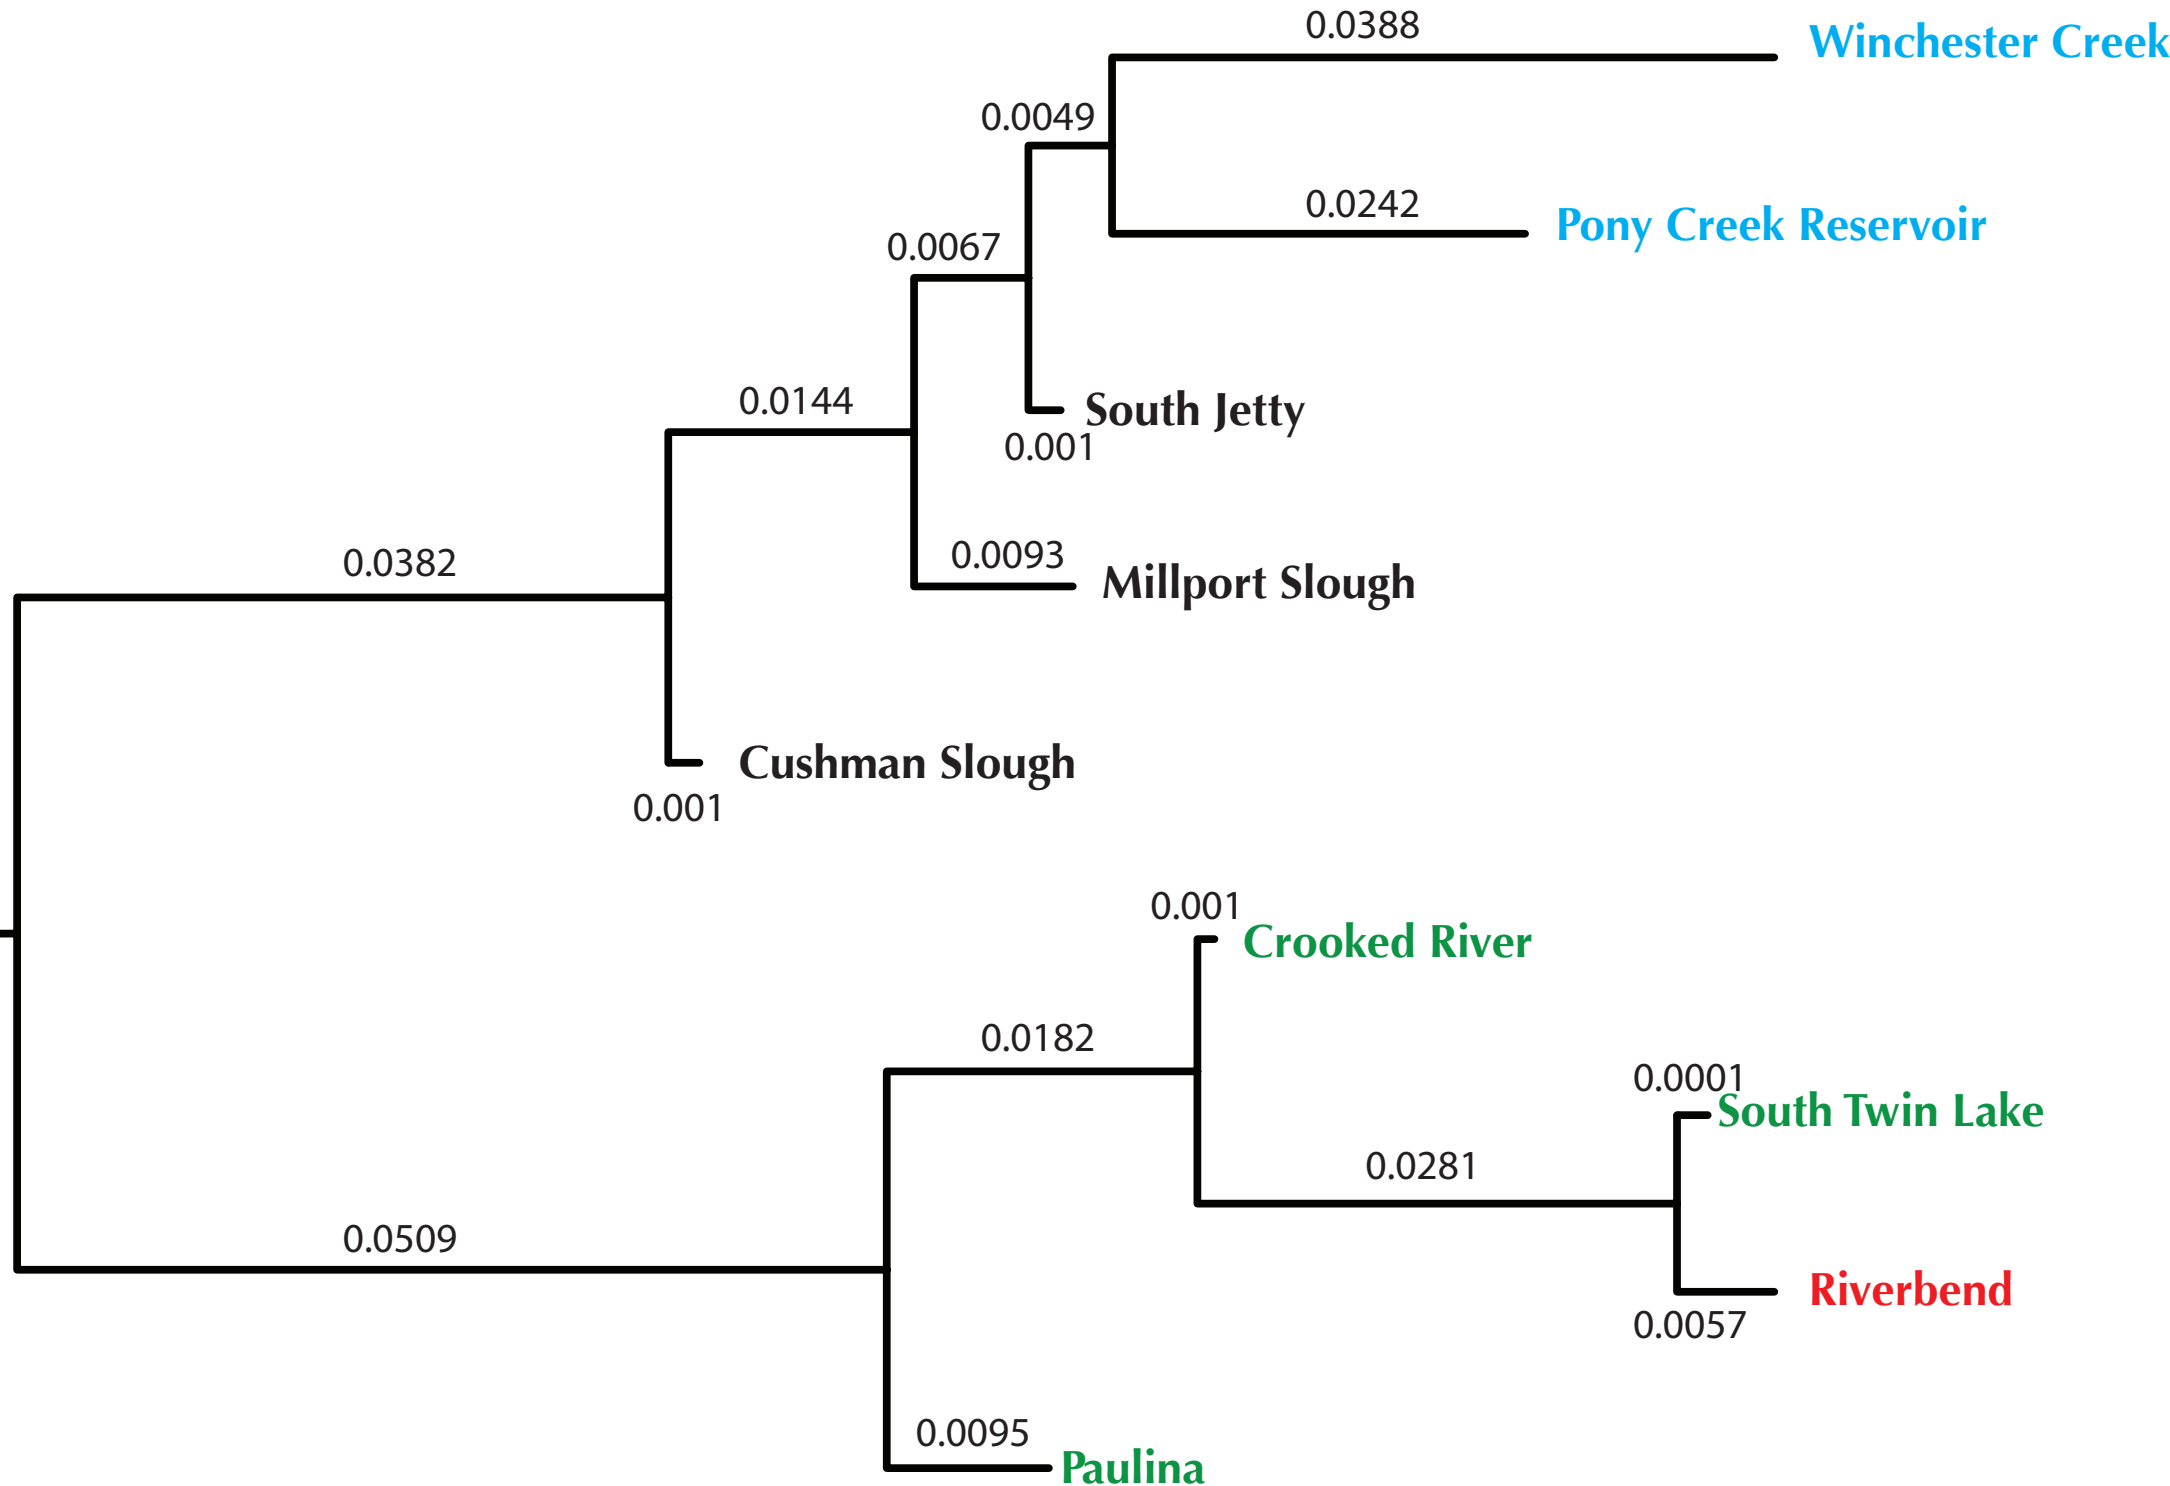 0.0388
Winchester Creek
0.0049
0.0242
Pony Creek Reservoir
0.0067
0.0144
South Jetty
0.001
0.0093
Millport Slough
0.0382
Cushman Slough
0.001
0.001
Crooked River
0.0182
0.0001
South Twin Lake
0.0281
0.0509
Riverbend
0.0057
0.0095
Paulina